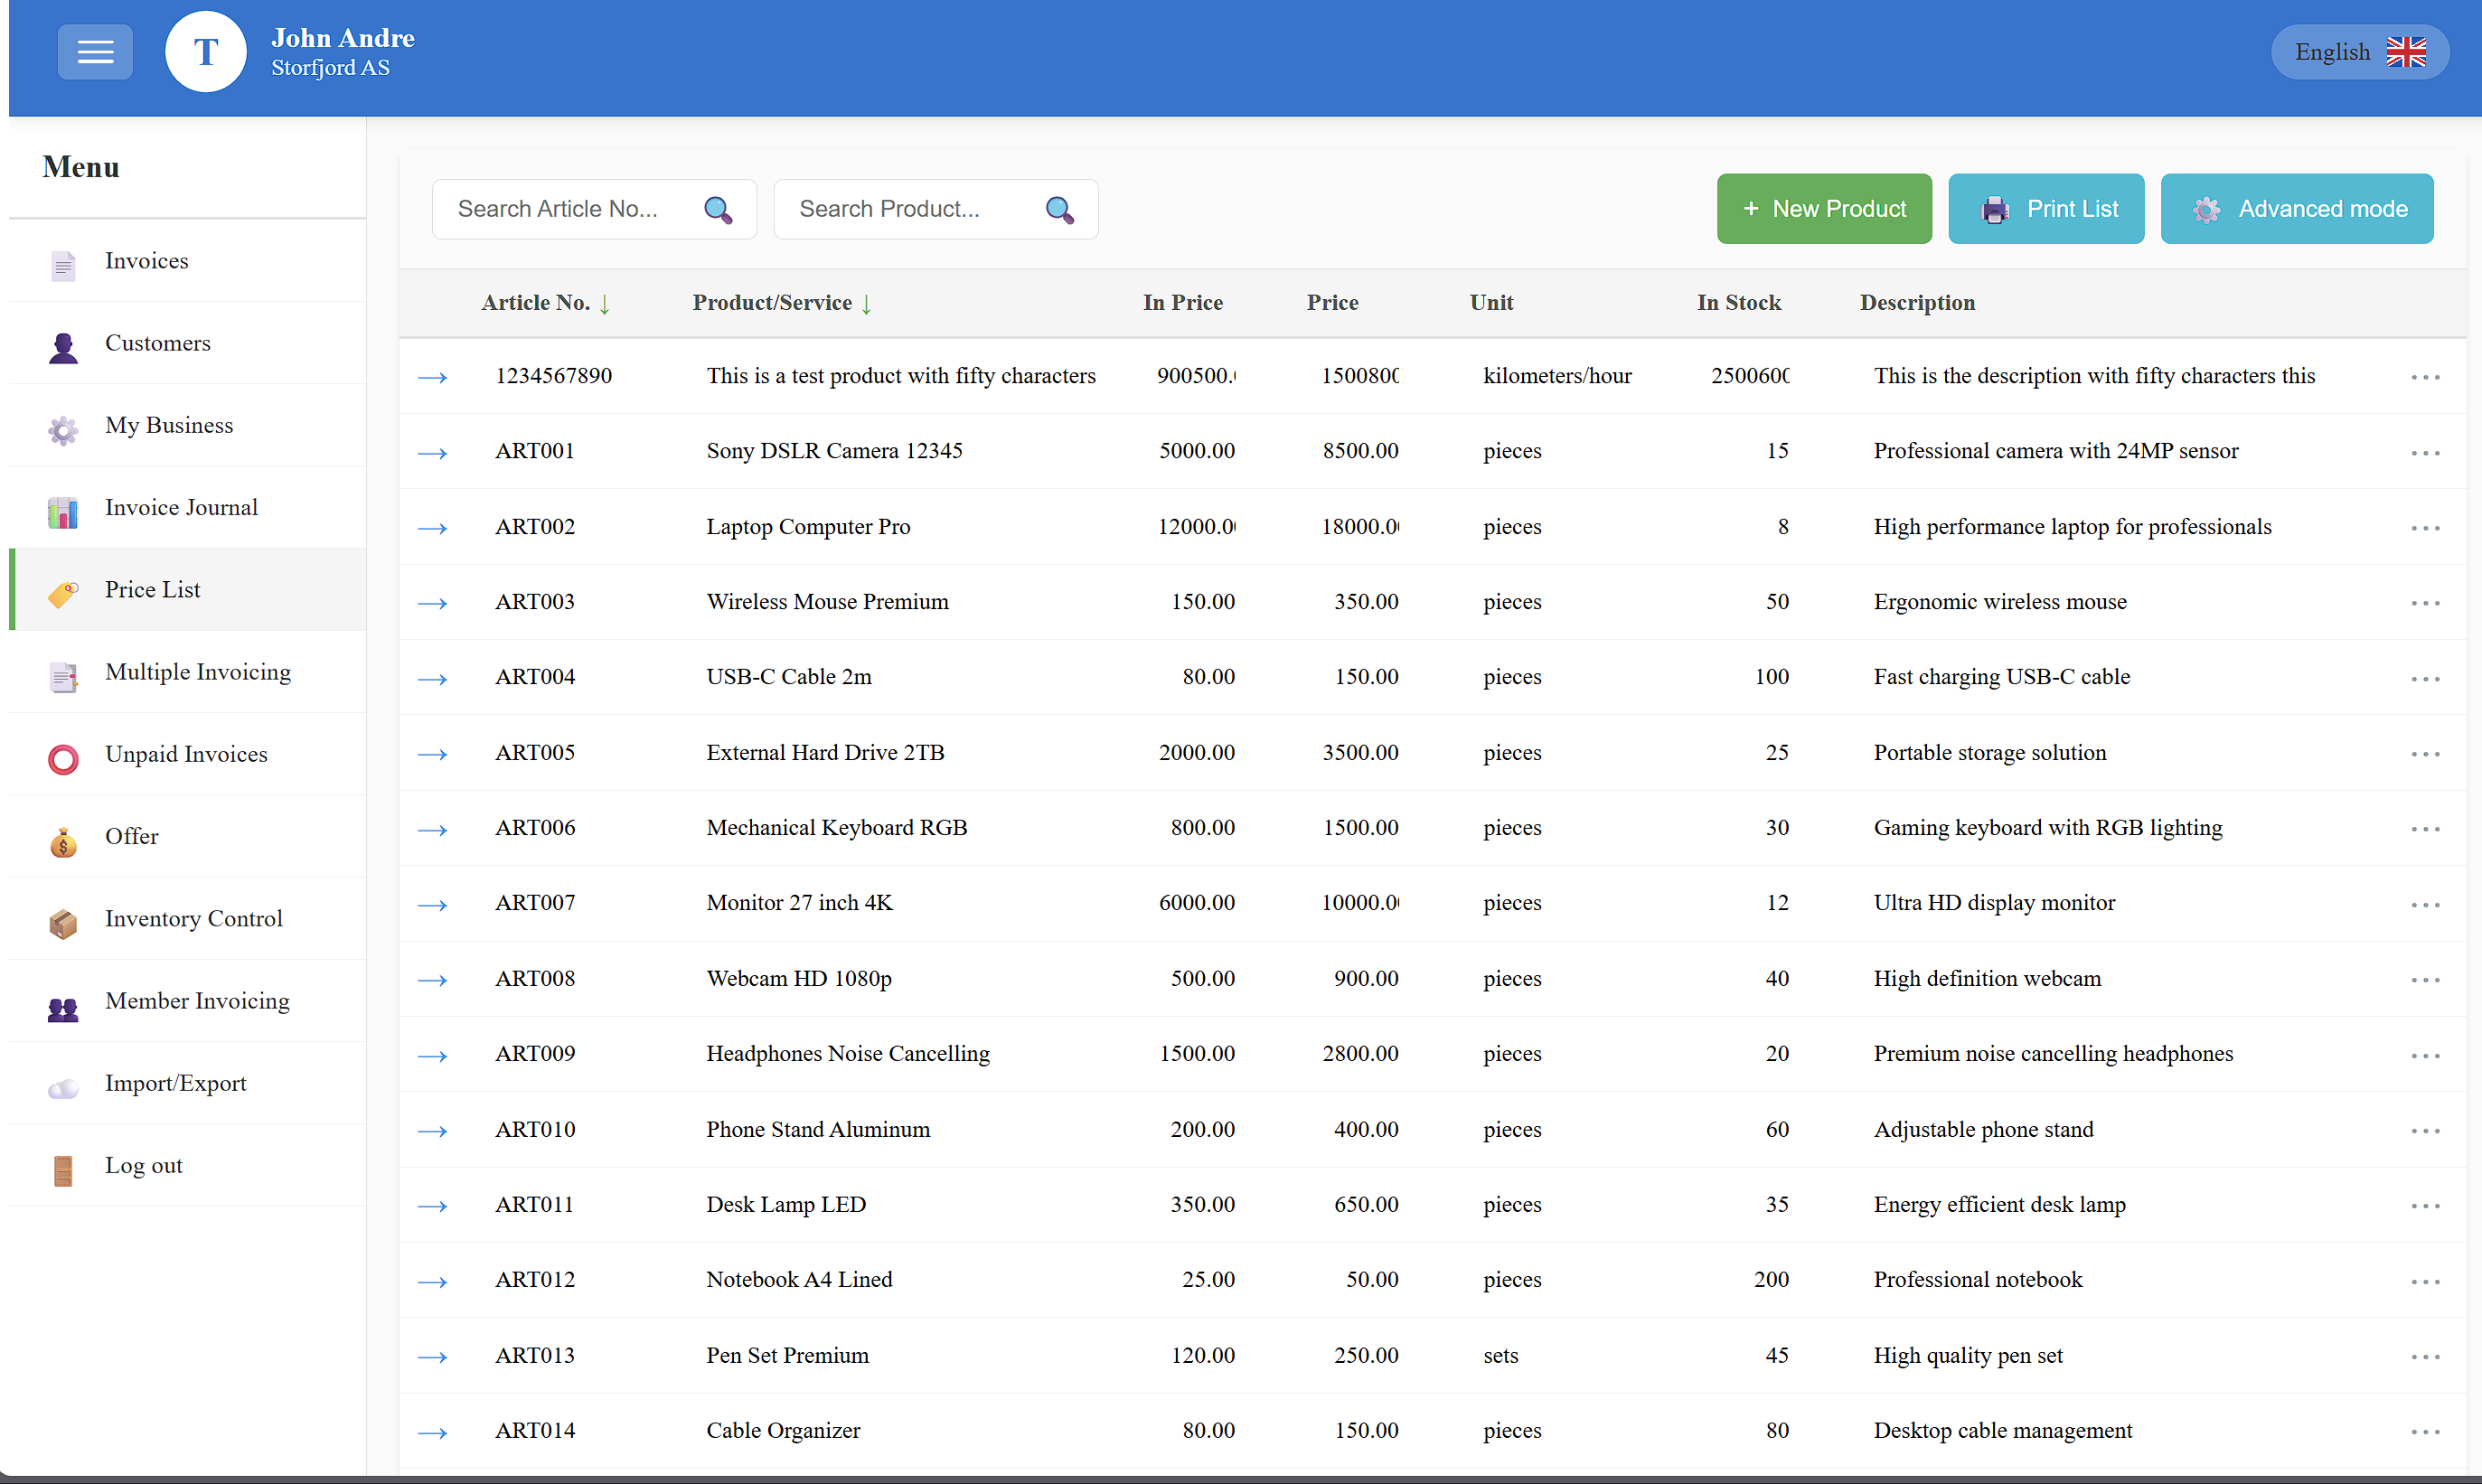 T
John Andre
Storfjord AS
English
Menu
Invoices
Customers
My Business
Invoice Journal
Price List
Multiple Invoicing
Unpaid Invoices
Offer
Inventory Control
Member Invoicing
Import/Export
Log out
Search Article No...
Search Product...
+ New Product
Print List
Advanced mode
Article No. ↓ Product/Service ↓ In Price Price Unit In Stock Description
→ 1234567890 This is a test product with fifty characters 900500. 1500800 kilometers/hour 2500600 This is the description with fifty characters this ...
→ ART001 Sony DSLR Camera 12345 5000.00 8500.00 pieces 15 Professional camera with 24MP sensor ...
→ ART002 Laptop Computer Pro 12000.00 18000.00 pieces 8 High performance laptop for professionals ...
→ ART003 Wireless Mouse Premium 150.00 350.00 pieces 50 Ergonomic wireless mouse ...
→ ART004 USB-C Cable 2m 80.00 150.00 pieces 100 Fast charging USB-C cable ...
→ ART005 External Hard Drive 2TB 2000.00 3500.00 pieces 25 Portable storage solution ...
→ ART006 Mechanical Keyboard RGB 800.00 1500.00 pieces 30 Gaming keyboard with RGB lighting ...
→ ART007 Monitor 27 inch 4K 6000.00 10000.00 pieces 12 Ultra HD display monitor ...
→ ART008 Webcam HD 1080p 500.00 900.00 pieces 40 High definition webcam ...
→ ART009 Headphones Noise Cancelling 1500.00 2800.00 pieces 20 Premium noise cancelling headphones ...
→ ART010 Phone Stand Aluminum 200.00 400.00 pieces 60 Adjustable phone stand ...
→ ART011 Desk Lamp LED 350.00 650.00 pieces 35 Energy efficient desk lamp ...
→ ART012 Notebook A4 Lined 25.00 50.00 pieces 200 Professional notebook ...
→ ART013 Pen Set Premium 120.00 250.00 sets 45 High quality pen set ...
→ ART014 Cable Organizer 80.00 150.00 pieces 80 Desktop cable management ...